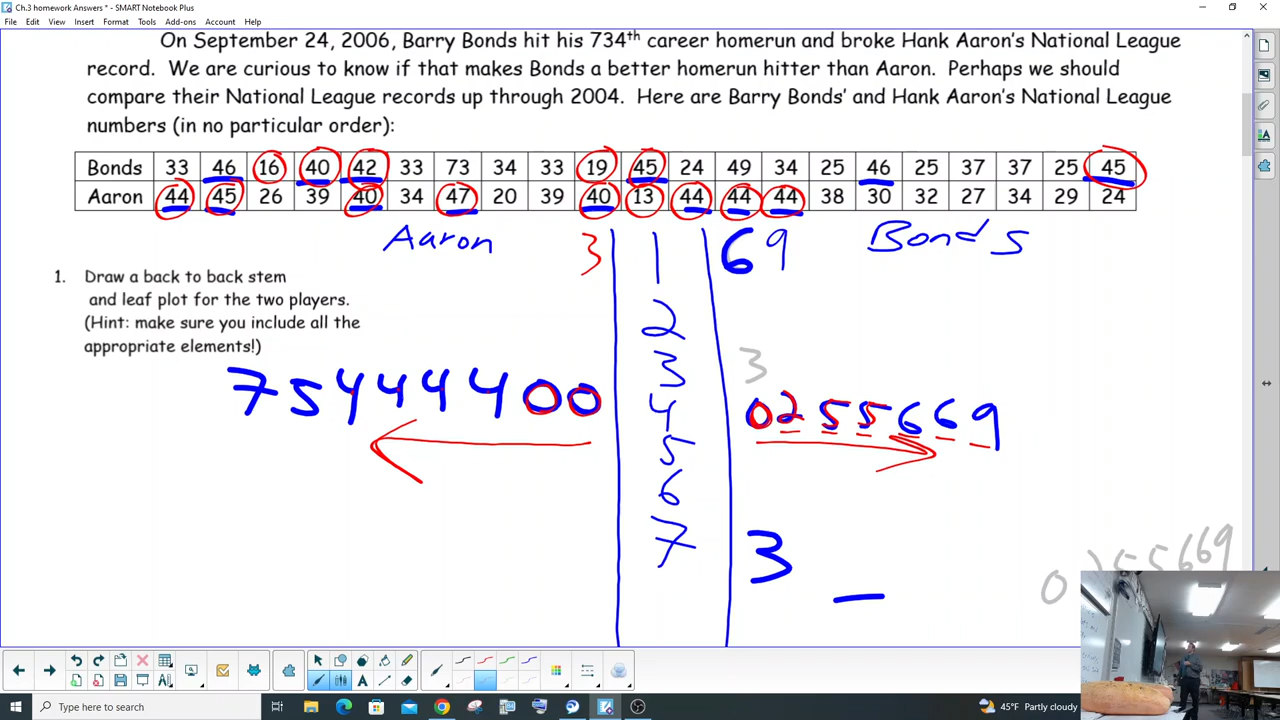 Ch.3 homework Answers * - SMART Notebook Pro
File Edit View Insert Format Tools Add-ons Account Help
On September 24, 2006, Barry Bonds hit his 734th career homerun and broke Hank Aaron's National League
record. We are curious to know if that makes Bonds a better homerun hitter than Aaron. Perhaps we should
compare their National League records up through 2004. Here are Barry Bonds' and Hank Aaron's National League
numbers (in no particular order):
Bonds 33 46 16 40 42 33 73 34 33 19 45 24 49 34 25 46 25 37 37 25 45
Aaron 44 45 26 39 40 34 47 20 39 40 13 44 44 44 38 30 32 27 34 29 24
Aaron 3 1 6 9 Bonds
1. Draw a back to back stem
and leaf plot for the two players.
(Hint: make sure you include all the
appropriate elements!)
2
3 3
7 5 4 4 4 4 0 0 4 0 2 5 5 6 6 9
5
6
7 3
0 2 5 5 6 6 9
Type here to search
45°F Partly cloudy